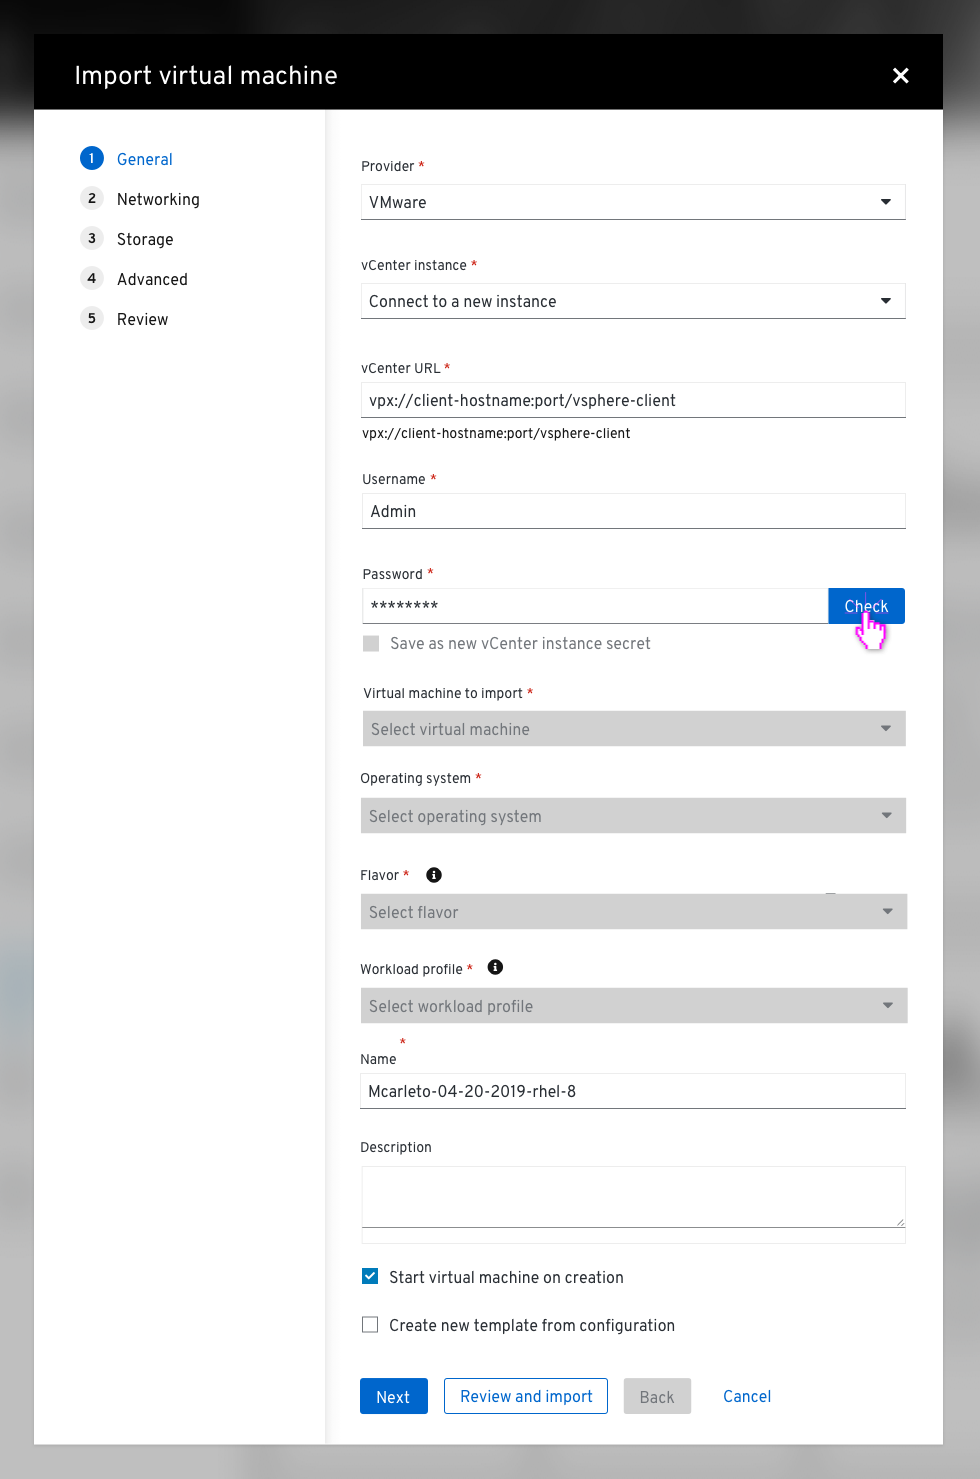 Import virtual machine
1 General
2 Networking
3 Storage
4 Advanced
5 Review
Provider *
VMware
vCenter instance *
Connect to a new instance
vCenter URL *
vpx://client-hostname:port/vsphere-client
vpx://client-hostname:port/vsphere-client
Username *
Admin
Password *
******** Check
Save as new vCenter instance secret
Virtual machine to import *
Select virtual machine
Operating system *
Select operating system
Flavor *
Select flavor
Workload profile *
Select workload profile
Name *
Mcarleto-04-20-2019-rhel-8
Description
Start virtual machine on creation
Create new template from configuration
Next Review and import Back Cancel